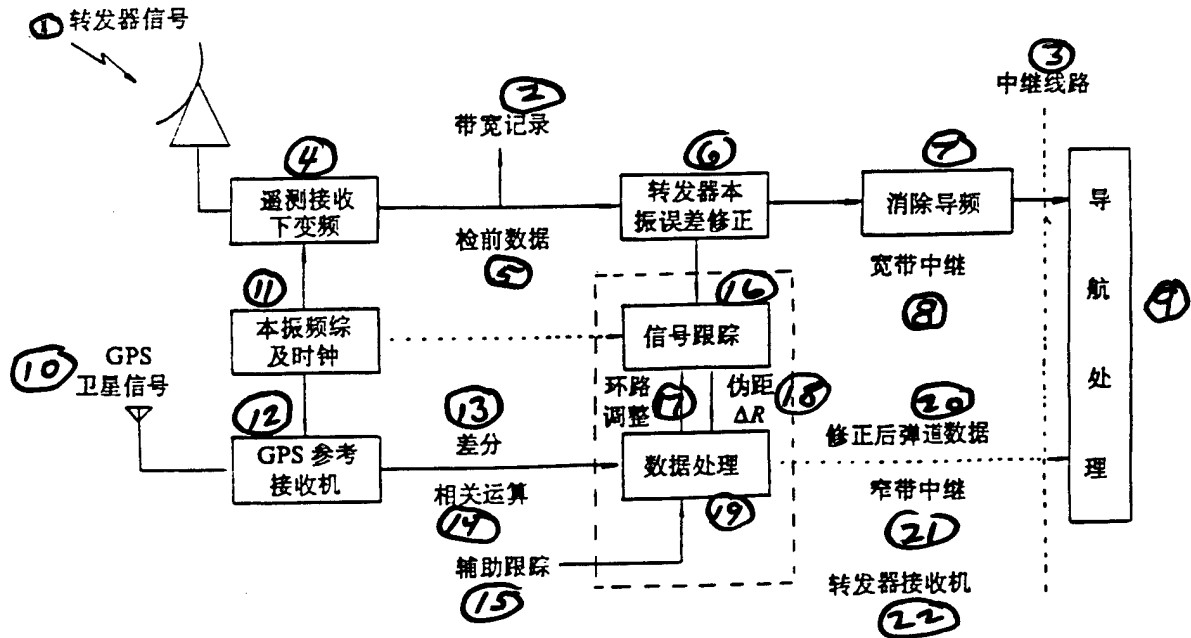 ① 转发器信号
②
带宽记录
③
中继线路
④
遥测接收
下变频
检前数据
⑤
⑥
转发器本
振误差修正
⑦
消除导频
宽带中继
⑧
导
航
处
理
⑨
⑪
本振频综
及时钟
⑩ GPS
卫星信号
⑫
GPS 参考
接收机
⑬
差分
相关运算
⑭
辅助跟踪
⑮
⑯
信号跟踪
环路
调整
⑰
伪距
ΔR
⑱
数据处理
⑲
⑳
修正后弹道数据
窄带中继
㉑
转发器接收机
㉒